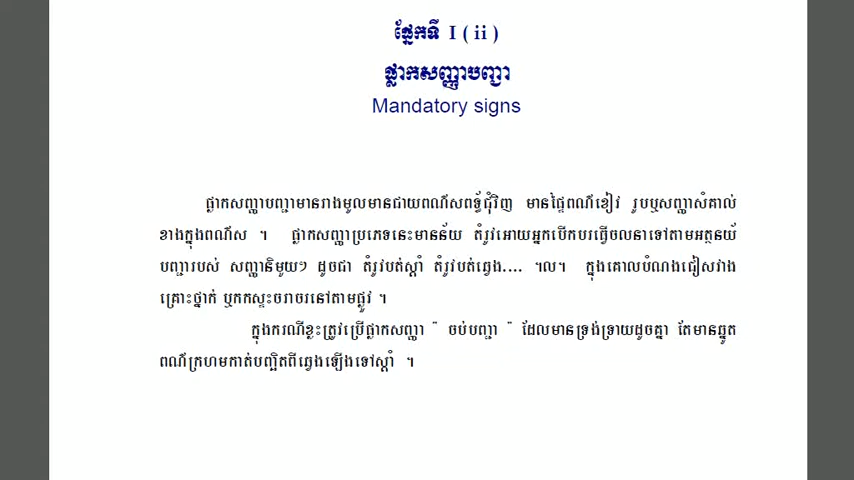 ផ្នែកទី I ( ii )
ផ្លាកសញ្ញាបញ្ជា
Mandatory signs
ផ្លាកសញ្ញាបញ្ជាមានរាងមូលមានជាយពណ៌សពទ្ធ័ជុំវិញ មានផ្ទៃពណ៌ខៀវ រូបឬសញ្ញាសំគាល់
ខាងក្នុងពណ៌ស ។ ផ្លាកសញ្ញាប្រភេទនេះមានន័យ តំរូវអោយអ្នកបើកបរធ្វើចលនាទៅតាមអត្ថនយ័
បញ្ជារបស់ សញ្ញានិមូយៗ ដូចជា តំរូវបត់ស្តាំ តំរូវបត់ឆ្វេង.... ។ល។ ក្នុងគោលបំណងជៀសវាង
គ្រោះថ្នាក់ ឬកកស្ទះចរាចរនៅតាមផ្លូវ ។
ក្នុងករណីខ្លះត្រូវប្រើផ្លាកសញ្ញា " ចប់បញ្ជា " ដែលមានទ្រង់ទ្រាយដូចគ្នា តែមានឆ្នូត
ពណ៌ក្រហមកាត់បញ្ឆិតពីឆ្វេងឡើងទៅស្តាំ ។